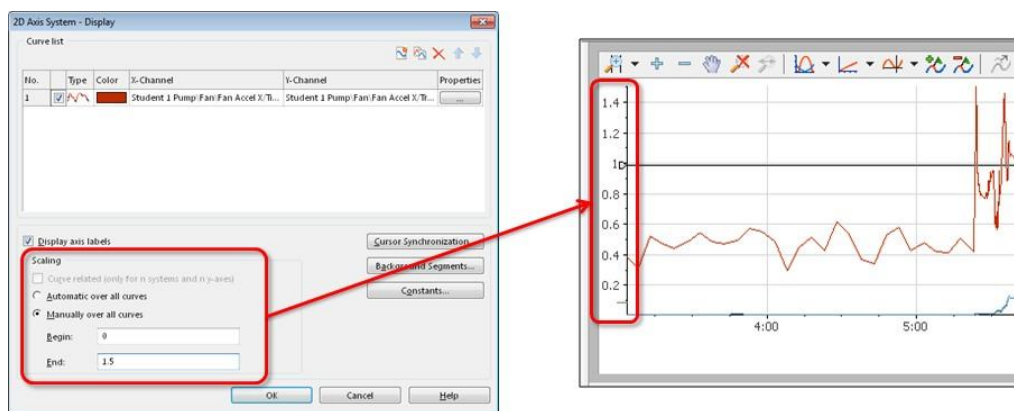 2D Axis System - Display
Curve list
No. Type Color X-Channel Y-Channel Properties
1 Student 1 Pump\Fan\Fan Accel X/Ti... Student 1 Pump\Fan\Fan Accel X/Tr... ...
Display axis labels
Cursor Synchronization...
Scaling
Curve related (only for n systems and n y-axes)
Background Segments...
Automatic over all curves
Constants...
Manually over all curves
Begin: 0
End: 1.5
OK Cancel Help
1.4
1.2
1
0.8
0.6
0.4
0.2
4:00 5:00